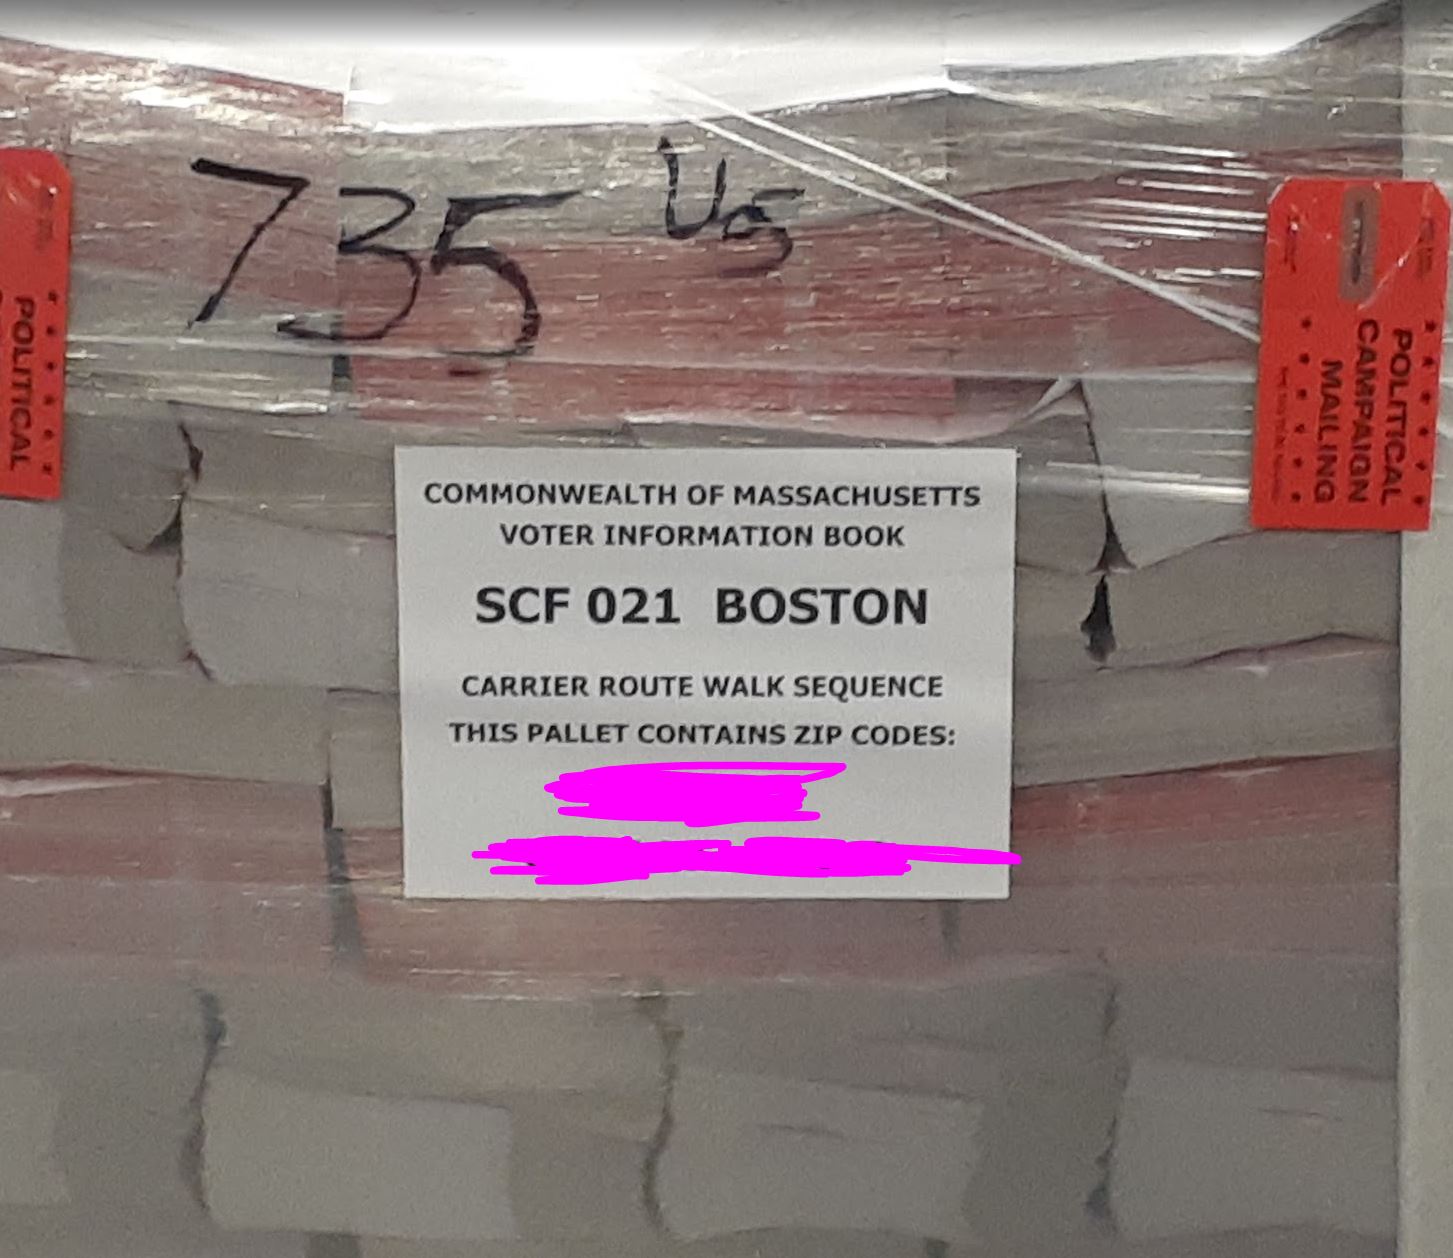 735
POLITICAL
POLITICAL
CAMPAIGN
MAILING
COMMONWEALTH OF MASSACHUSETTS
VOTER INFORMATION BOOK
SCF 021 BOSTON
CARRIER ROUTE WALK SEQUENCE
THIS PALLET CONTAINS ZIP CODES: